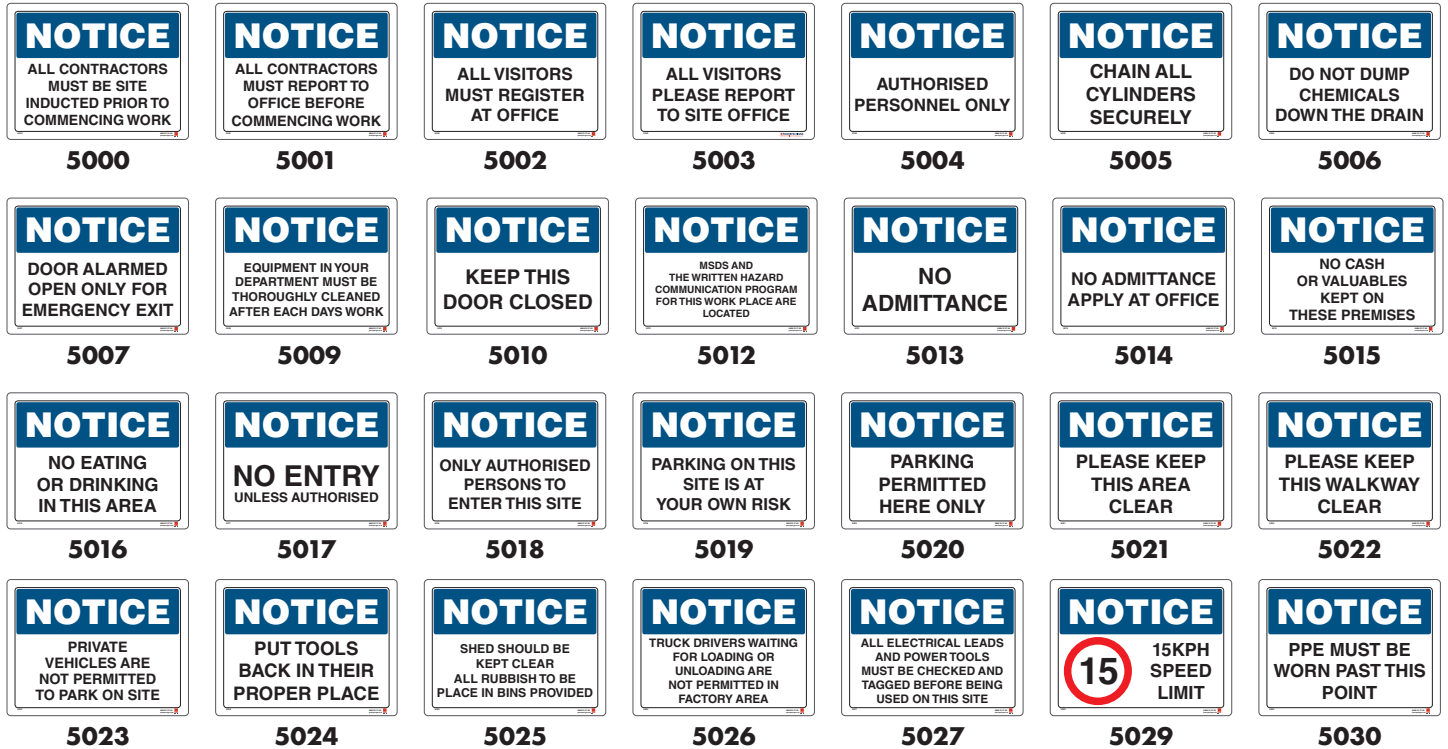 NOTICE
ALL CONTRACTORS
MUST BE SITE
INDUCTED PRIOR TO
COMMENCING WORK
5000
NOTICE
ALL CONTRACTORS
MUST REPORT TO
OFFICE BEFORE
COMMENCING WORK
5001
NOTICE
ALL VISITORS
MUST REGISTER
AT OFFICE
5002
NOTICE
ALL VISITORS
PLEASE REPORT
TO SITE OFFICE
5003
NOTICE
AUTHORISED
PERSONNEL ONLY
5004
NOTICE
CHAIN ALL
CYLINDERS
SECURELY
5005
NOTICE
DO NOT DUMP
CHEMICALS
DOWN THE DRAIN
5006
NOTICE
DOOR ALARMED
OPEN ONLY FOR
EMERGENCY EXIT
5007
NOTICE
EQUIPMENT IN YOUR
DEPARTMENT MUST BE
THOROUGHLY CLEANED
AFTER EACH DAYS WORK
5009
NOTICE
KEEP THIS
DOOR CLOSED
5010
NOTICE
MSDS AND
THE WRITTEN HAZARD
COMMUNICATION PROGRAM
FOR THIS WORK PLACE ARE
LOCATED
5012
NOTICE
NO
ADMITTANCE
5013
NOTICE
NO ADMITTANCE
APPLY AT OFFICE
5014
NOTICE
NO CASH
OR VALUABLES
KEPT ON
THESE PREMISES
5015
NOTICE
NO EATING
OR DRINKING
IN THIS AREA
5016
NOTICE
NO ENTRY
UNLESS AUTHORISED
5017
NOTICE
ONLY AUTHORISED
PERSONS TO
ENTER THIS SITE
5018
NOTICE
PARKING ON THIS
SITE IS AT
YOUR OWN RISK
5019
NOTICE
PARKING
PERMITTED
HERE ONLY
5020
NOTICE
PLEASE KEEP
THIS AREA
CLEAR
5021
NOTICE
PLEASE KEEP
THIS WALKWAY
CLEAR
5022
NOTICE
PRIVATE
VEHICLES ARE
NOT PERMITTED
TO PARK ON SITE
5023
NOTICE
PUT TOOLS
BACK IN THEIR
PROPER PLACE
5024
NOTICE
SHED SHOULD BE
KEPT CLEAR
ALL RUBBISH TO BE
PLACE IN BINS PROVIDED
5025
NOTICE
TRUCK DRIVERS WAITING
FOR LOADING OR
UNLOADING ARE
NOT PERMITTED IN
FACTORY AREA
5026
NOTICE
ALL ELECTRICAL LEADS
AND POWER TOOLS
MUST BE CHECKED AND
TAGGED BEFORE BEING
USED ON THIS SITE
5027
NOTICE
15
15KPH
SPEED
LIMIT
5029
NOTICE
PPE MUST BE
WORN PAST THIS
POINT
5030